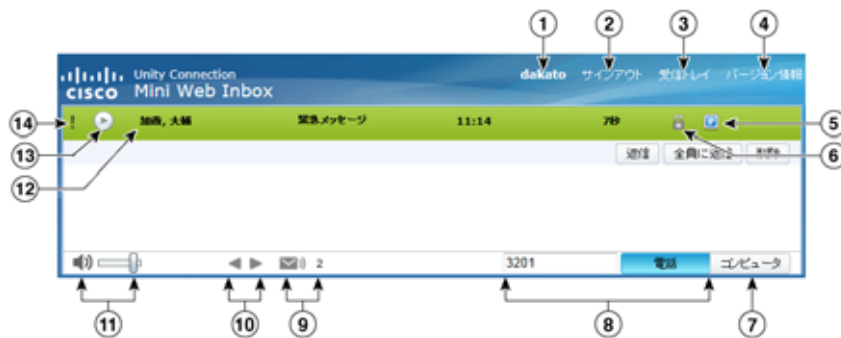 1 2 3 4
cisco Unity Connection
Mini Web Inbox
dakato サインアウト 受信トレイ バージョン情報
14 ! 加藤, 大輔 緊急メッセージ 11:14 7秒 5
13 6
12 返信 全員に返信 削除
2 3201 電話 コンピュータ
11 10 9 8 7